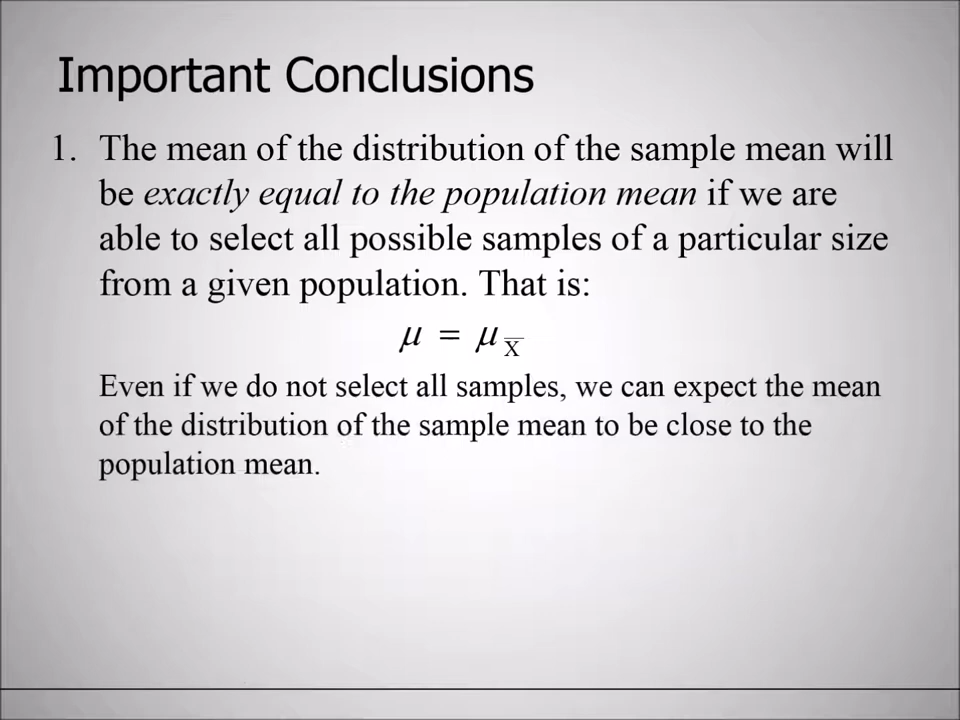 Important Conclusions
1. The mean of the distribution of the sample mean will
be exactly equal to the population mean if we are
able to select all possible samples of a particular size
from a given population. That is:
μ = μ_X̅
Even if we do not select all samples, we can expect the mean
of the distribution of the sample mean to be close to the
population mean.